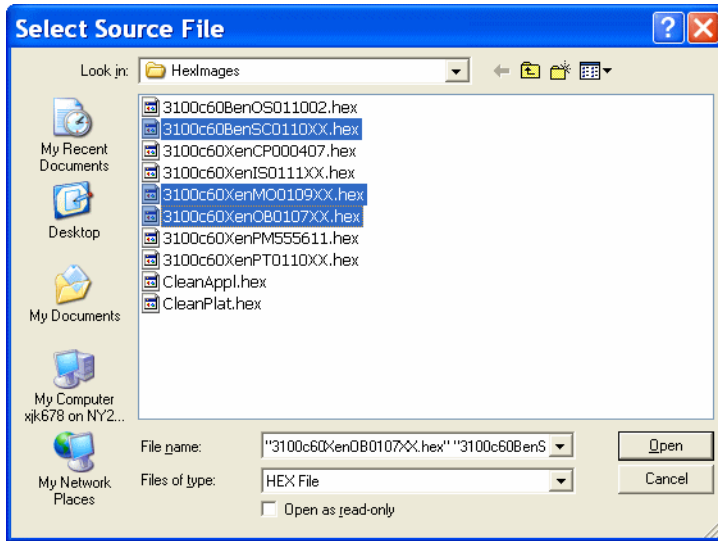 Select Source File
Look in: HexImages
My Recent
Documents
Desktop
My Documents
My Computer
xjk678 on NY2...
My Network
Places
3100c60BenOS011002.hex
3100c60BenSC0110XX.hex
3100c60XenCP000407.hex
3100c60XenIS0111XX.hex
3100c60XenMO0109XX.hex
3100c60XenOB0107XX.hex
3100c60XenPM555611.hex
3100c60XenPT0110XX.hex
CleanAppl.hex
CleanPlat.hex
File name: "3100c60XenOB0107XX.hex" "3100c60BenS Open
Files of type: HEX File Cancel
Open as read-only